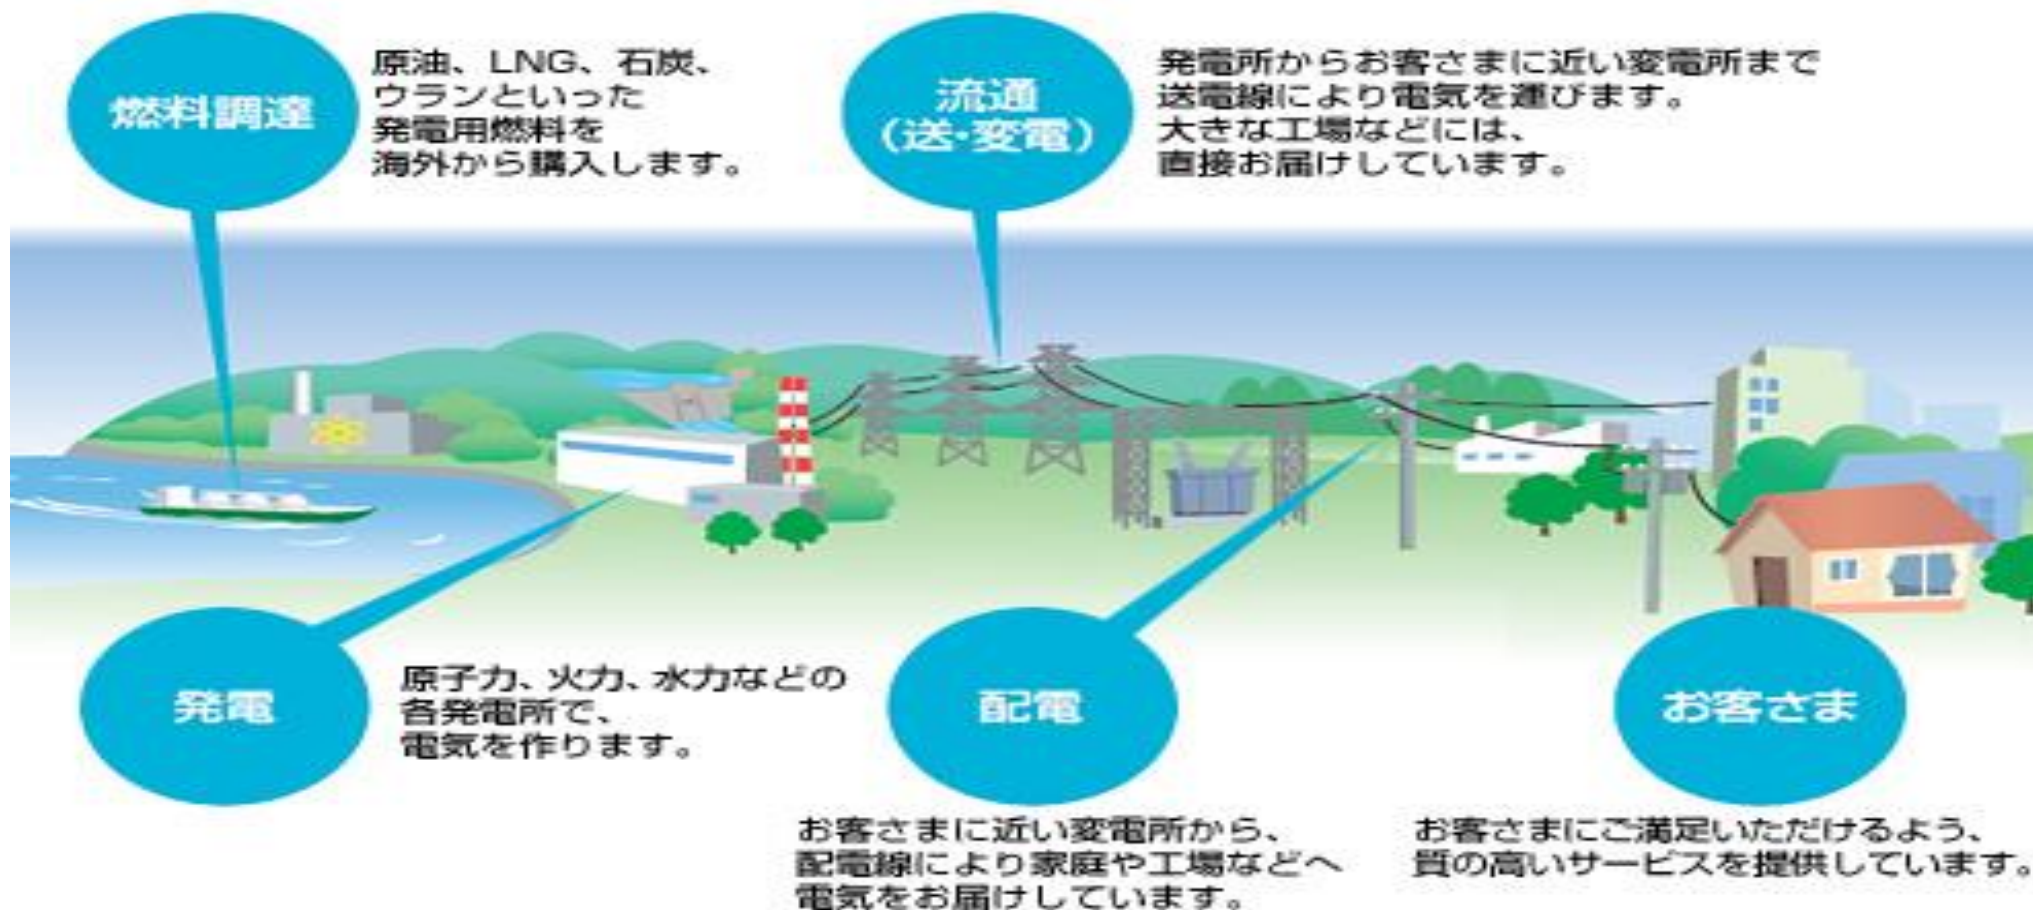 燃料調達
原油、LNG、石炭、
ウランといった
発電用燃料を
海外から購入します。
流通
(送・変電)
発電所からお客さまに近い変電所まで
送電線により電気を運びます。
大きな工場などには、
直接お届けしています。
発電
原子力、火力、水力などの
各発電所で、
電気を作ります。
配電
お客さまに近い変電所から、
配電線により家庭や工場などへ
電気をお届けしています。
お客さま
お客さまにご満足いただけるよう、
質の高いサービスを提供しています。